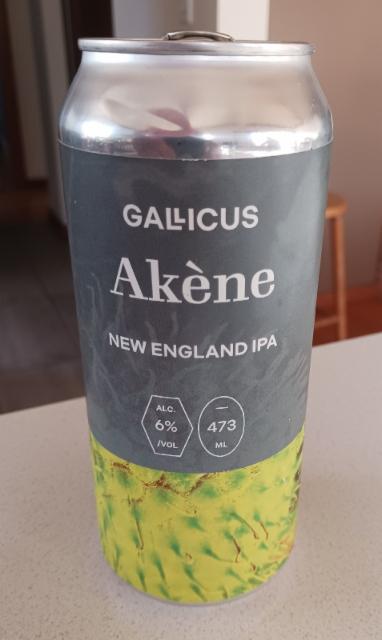 GALLICUS
Akène
NEW ENGLAND IPA
ALC.
6%
/VOL
473
ML